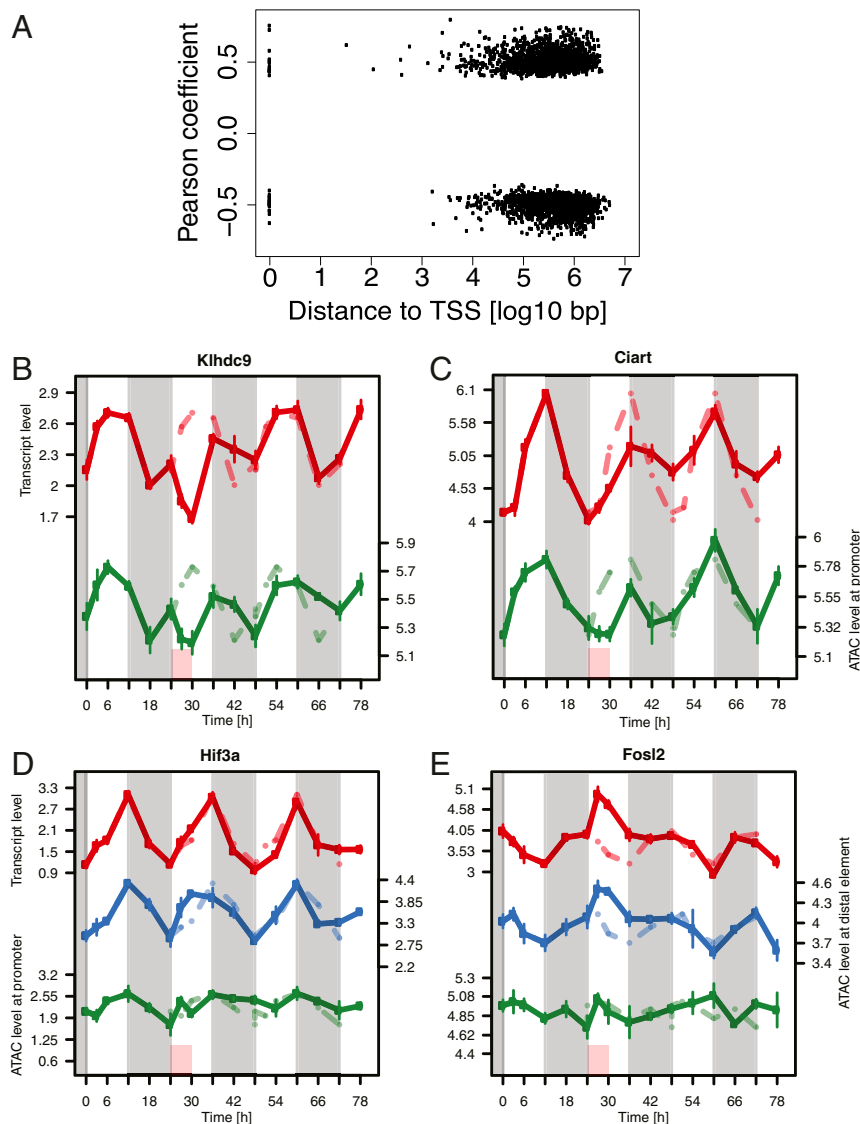 A
Pearson coefficient
0.5
0.0
−0.5
0 1 2 3 4 5 6 7
Distance to TSS [log10 bp]
B
Klhdc9
Transcript level
2.9
2.6
2.3
2
1.7
5.9
5.7
5.5
5.3
5.1
0 6 18 30 42 54 66 78
Time [h]
C
Ciart
6.1
5.58
5.05
4.53
4
6
5.78
5.55
5.32
5.1
ATAC level at promoter
0 6 18 30 42 54 66 78
Time [h]
D
Hif3a
Transcript level
3.3
2.7
2.1
1.5
0.9
4.4
3.85
3.3
2.75
2.2
ATAC level at promoter
3.2
2.55
1.9
1.25
0.6
0 6 18 30 42 54 66 78
Time [h]
E
Fosl2
5.1
4.58
4.05
3.53
3
4.6
4.3
4
3.7
3.4
ATAC level at distal element
5.3
5.08
4.85
4.62
4.4
0 6 18 30 42 54 66 78
Time [h]